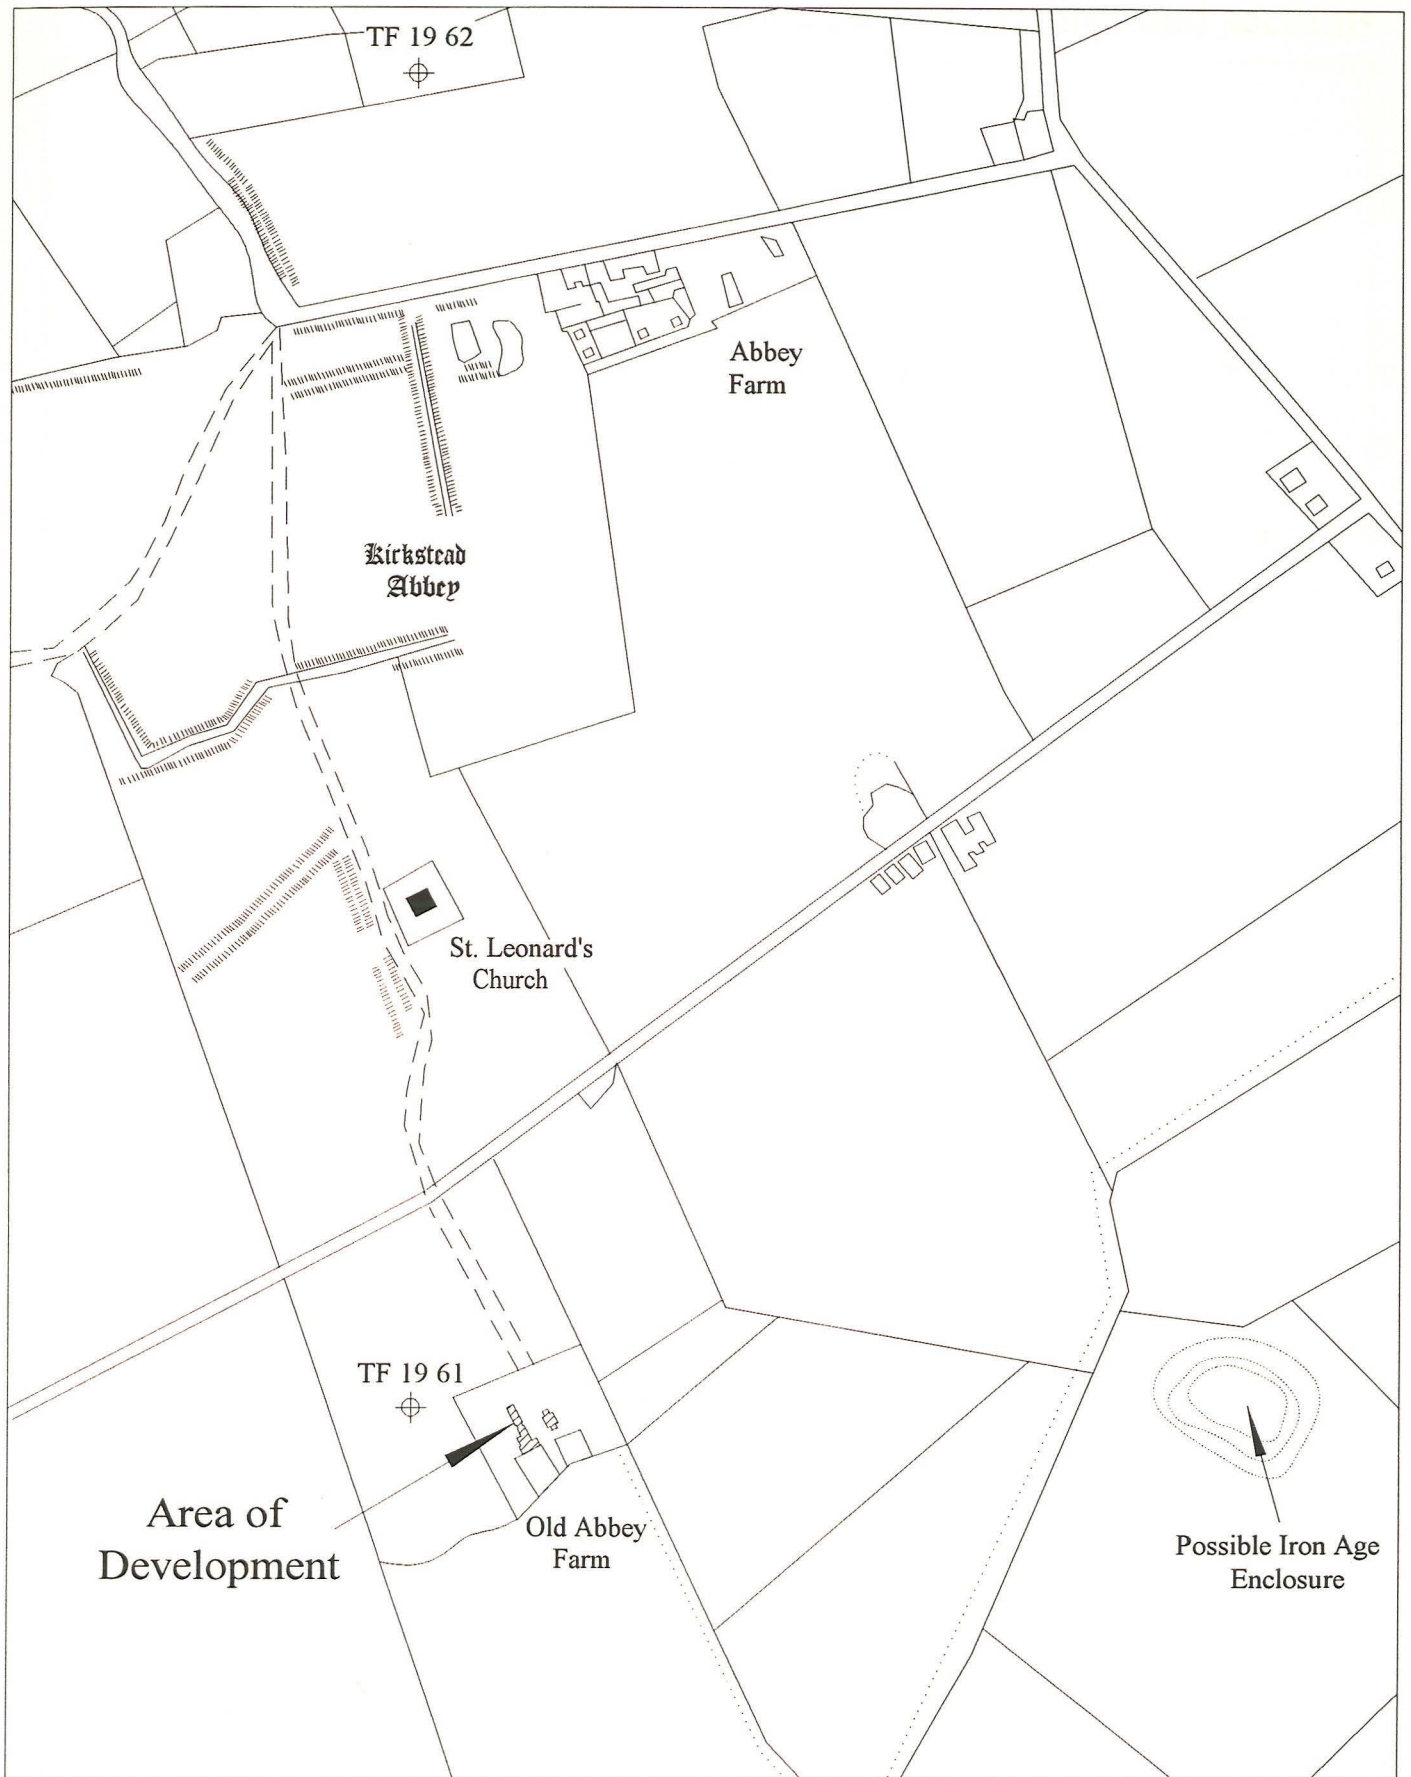 TF 19 62
Abbey
Farm
Kirkstead
Abbey
St. Leonard's
Church
TF 19 61
Area of
Development
Old Abbey
Farm
Possible Iron Age
Enclosure